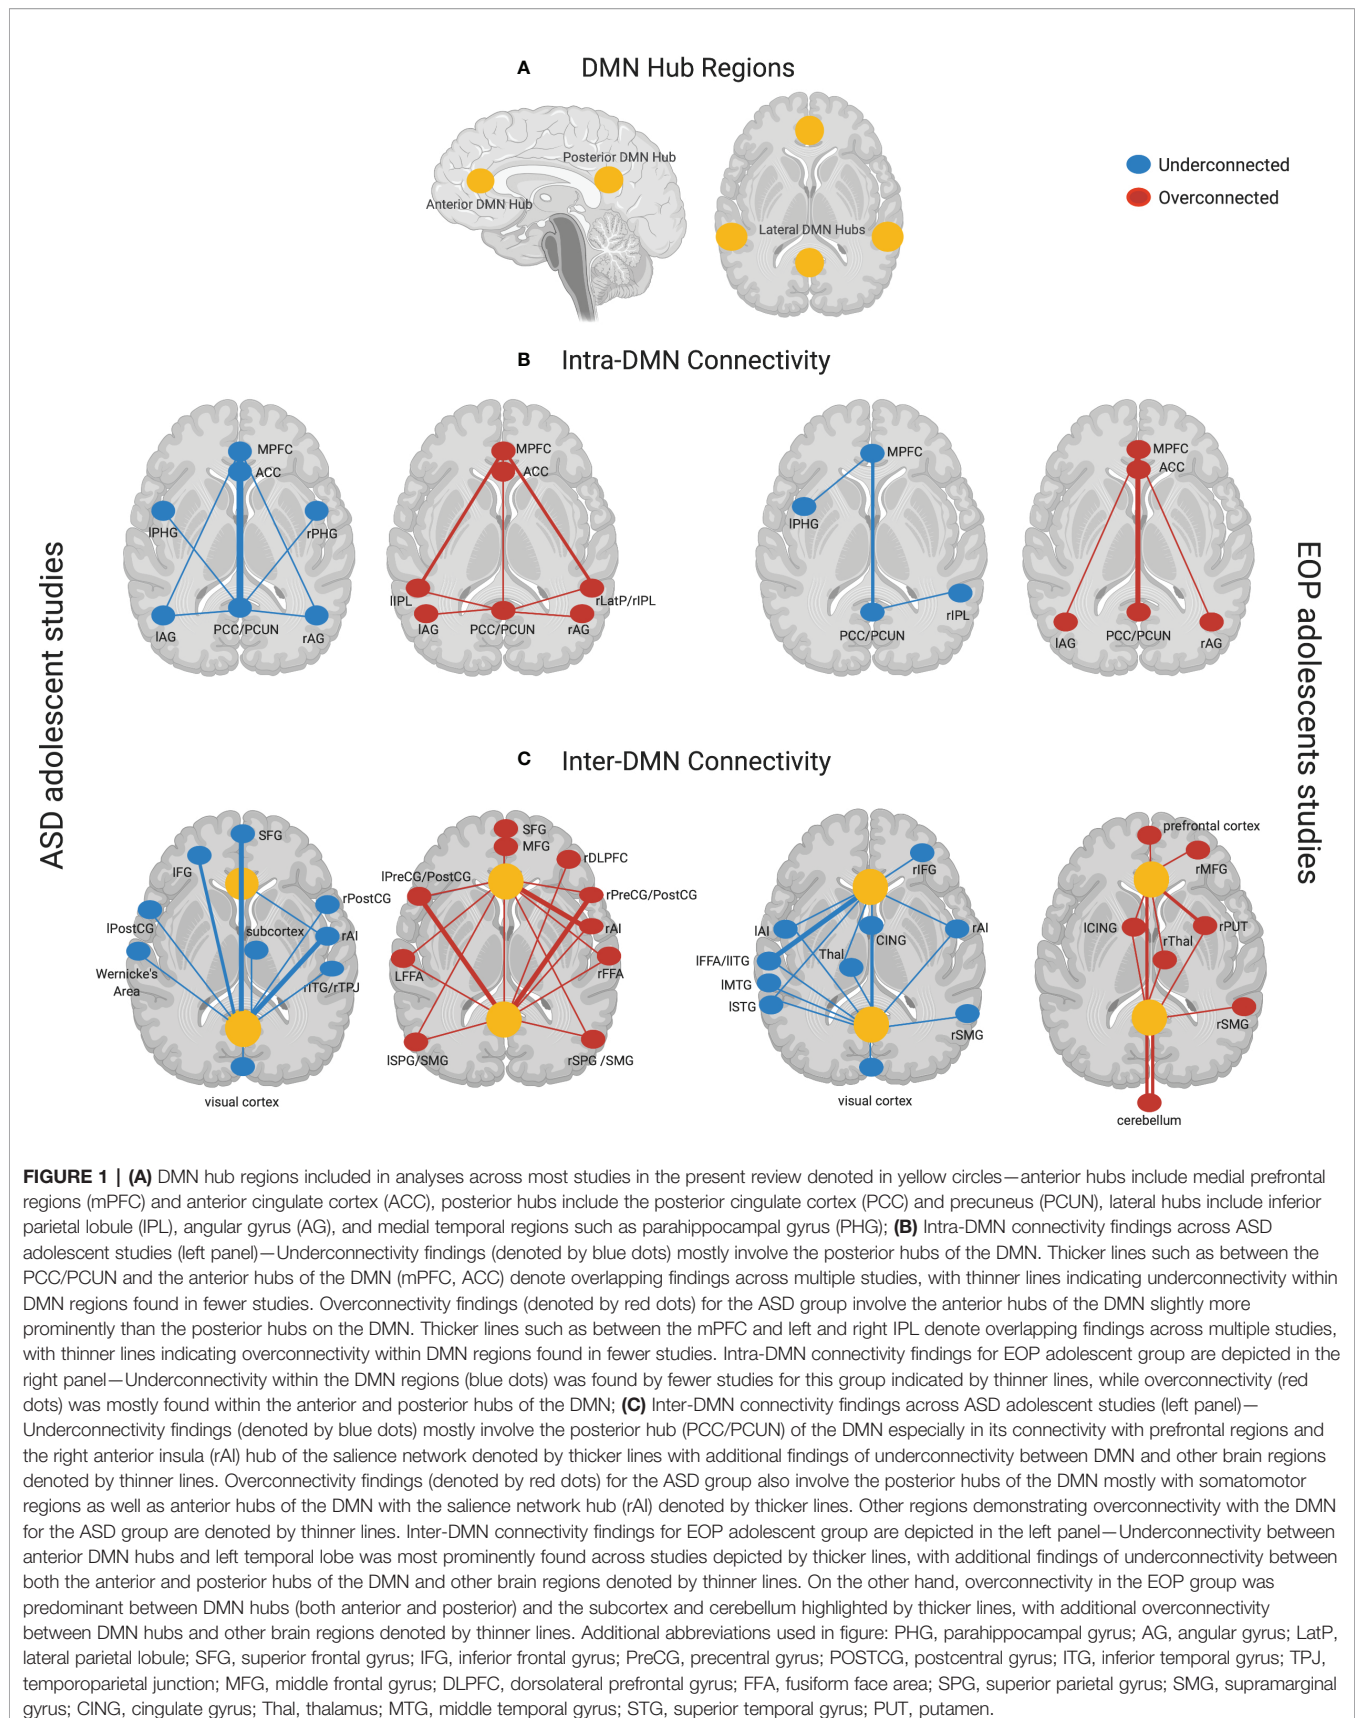 A DMN Hub Regions
Posterior DMN Hub
Anterior DMN Hub
Lateral DMN Hubs
Underconnected
Overconnected
B Intra-DMN Connectivity
ASD adolescent studies
EOP adolescents studies
MPFC
ACC
lPHG
rPHG
lAG
PCC/PCUN
rAG
MPFC
ACC
lIPL
rLatP/rIPL
lAG
PCC/PCUN
rAG
MPFC
lPHG
rIPL
PCC/PCUN
MPFC
ACC
lAG
PCC/PCUN
rAG
C Inter-DMN Connectivity
SFG
IFG
rPostCG
lPostCG
subcortex
rAI
Wernicke's
Area
rITG/rTPJ
visual cortex
SFG
MFG
rDLPFC
lPreCG/PostCG
rPreCG/PostCG
rAI
LFFA
rFFA
lSPG/SMG
rSPG /SMG
rIFG
lAI
CING
rAI
Thal
lFFA/lITG
lMTG
lSTG
rSMG
visual cortex
prefrontal cortex
rMFG
lCING
rPUT
rThal
rSMG
cerebellum
FIGURE 1 | (A) DMN hub regions included in analyses across most studies in the present review denoted in yellow circles—anterior hubs include medial prefrontal
regions (mPFC) and anterior cingulate cortex (ACC), posterior hubs include the posterior cingulate cortex (PCC) and precuneus (PCUN), lateral hubs include inferior
parietal lobule (IPL), angular gyrus (AG), and medial temporal regions such as parahippocampal gyrus (PHG); (B) Intra-DMN connectivity findings across ASD
adolescent studies (left panel)—Underconnectivity findings (denoted by blue dots) mostly involve the posterior hubs of the DMN. Thicker lines such as between the
PCC/PCUN and the anterior hubs of the DMN (mPFC, ACC) denote overlapping findings across multiple studies, with thinner lines indicating underconnectivity within
DMN regions found in fewer studies. Overconnectivity findings (denoted by red dots) for the ASD group involve the anterior hubs of the DMN slightly more
prominently than the posterior hubs on the DMN. Thicker lines such as between the mPFC and left and right IPL denote overlapping findings across multiple studies,
with thinner lines indicating overconnectivity within DMN regions found in fewer studies. Intra-DMN connectivity findings for EOP adolescent group are depicted in the
right panel—Underconnectivity within the DMN regions (blue dots) was found by fewer studies for this group indicated by thinner lines, while overconnectivity (red
dots) was mostly found within the anterior and posterior hubs of the DMN; (C) Inter-DMN connectivity findings across ASD adolescent studies (left panel)—
Underconnectivity findings (denoted by blue dots) mostly involve the posterior hub (PCC/PCUN) of the DMN especially in its connectivity with prefrontal regions and
the right anterior insula (rAI) hub of the salience network denoted by thicker lines with additional findings of underconnectivity between DMN and other brain regions
denoted by thinner lines. Overconnectivity findings (denoted by red dots) for the ASD group also involve the posterior hubs of the DMN mostly with somatomotor
regions as well as anterior hubs of the DMN with the salience network hub (rAI) denoted by thicker lines. Other regions demonstrating overconnectivity with the DMN
for the ASD group are denoted by thinner lines. Inter-DMN connectivity findings for EOP adolescent group are depicted in the left panel—Underconnectivity between
anterior DMN hubs and left temporal lobe was most prominently found across studies depicted by thicker lines, with additional findings of underconnectivity between
both the anterior and posterior hubs of the DMN and other brain regions denoted by thinner lines. On the other hand, overconnectivity in the EOP group was
predominant between DMN hubs (both anterior and posterior) and the subcortex and cerebellum highlighted by thicker lines, with additional overconnectivity
between DMN hubs and other brain regions denoted by thinner lines. Additional abbreviations used in figure: PHG, parahippocampal gyrus; AG, angular gyrus; LatP,
lateral parietal lobule; SFG, superior frontal gyrus; IFG, inferior frontal gyrus; PreCG, precentral gyrus; POSTCG, postcentral gyrus; ITG, inferior temporal gyrus; TPJ,
temporoparietal junction; MFG, middle frontal gyrus; DLPFC, dorsolateral prefrontal gyrus; FFA, fusiform face area; SPG, superior parietal gyrus; SMG, supramarginal
gyrus; CING, cingulate gyrus; Thal, thalamus; MTG, middle temporal gyrus; STG, superior temporal gyrus; PUT, putamen.